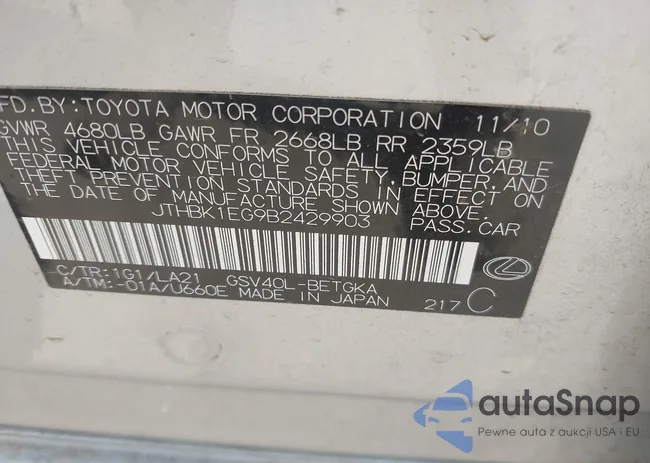 FD. BY: TOYOTA MOTOR CORPORATION 11/10
GVWR 4680LB GAWR FR 2668LB RR 2359LB
THIS VEHICLE CONFORMS TO ALL APPLICABLE
FEDERAL MOTOR VEHICLE SAFETY, BUMPER, AND
THEFT PREVENTION STANDARDS IN EFFECT ON
THE DATE OF MANUFACTURE SHOWN ABOVE.
JTHBK1EG9B2429903 PASS. CAR
C/TR: 1G1/LA21 GSV40L-BETGKA
A/TM: -01A/U660E MADE IN JAPAN 217 C
autoSnap
Pewne auta z aukcji USA i EU